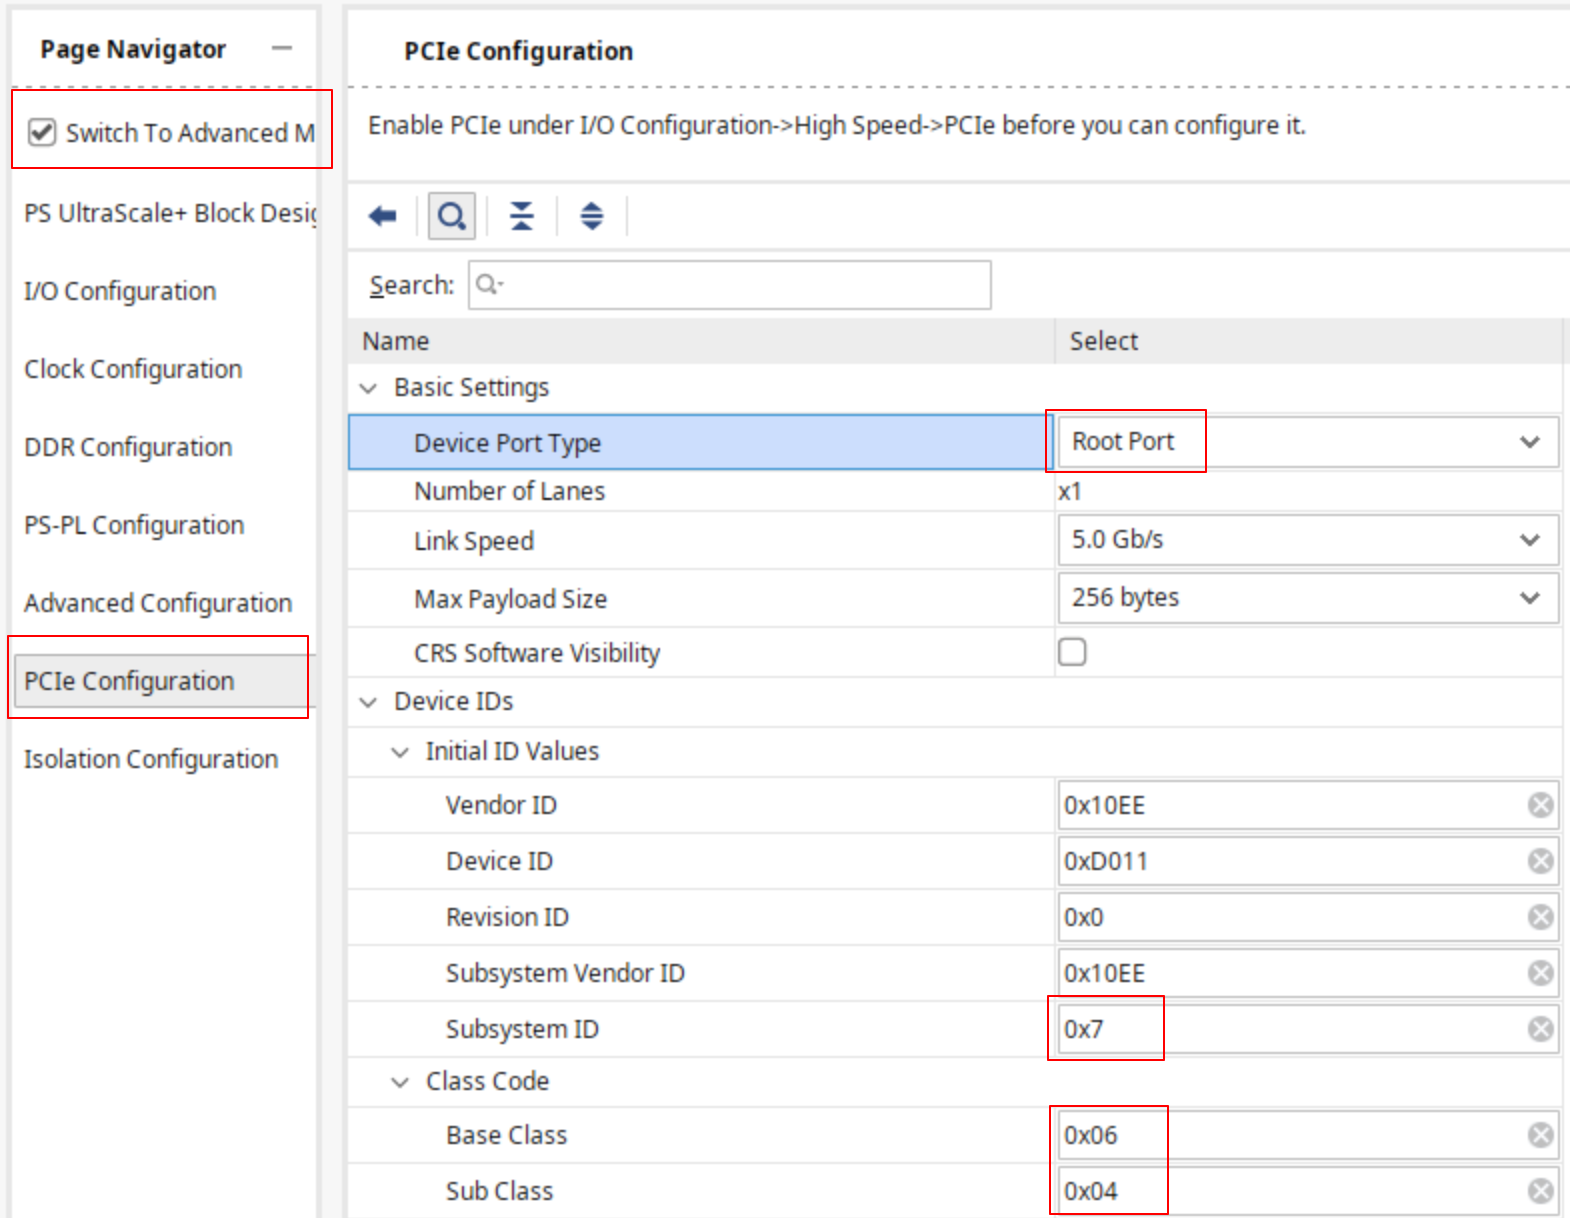 Page Navigator
Switch To Advanced M
PS UltraScale+ Block Desig
I/O Configuration
Clock Configuration
DDR Configuration
PS-PL Configuration
Advanced Configuration
PCIe Configuration
Isolation Configuration
PCIe Configuration
Enable PCIe under I/O Configuration->High Speed->PCIe before you can configure it.
Search:
Name Select
Basic Settings
Device Port Type Root Port
Number of Lanes x1
Link Speed 5.0 Gb/s
Max Payload Size 256 bytes
CRS Software Visibility
Device IDs
Initial ID Values
Vendor ID 0x10EE
Device ID 0xD011
Revision ID 0x0
Subsystem Vendor ID 0x10EE
Subsystem ID 0x7
Class Code
Base Class 0x06
Sub Class 0x04